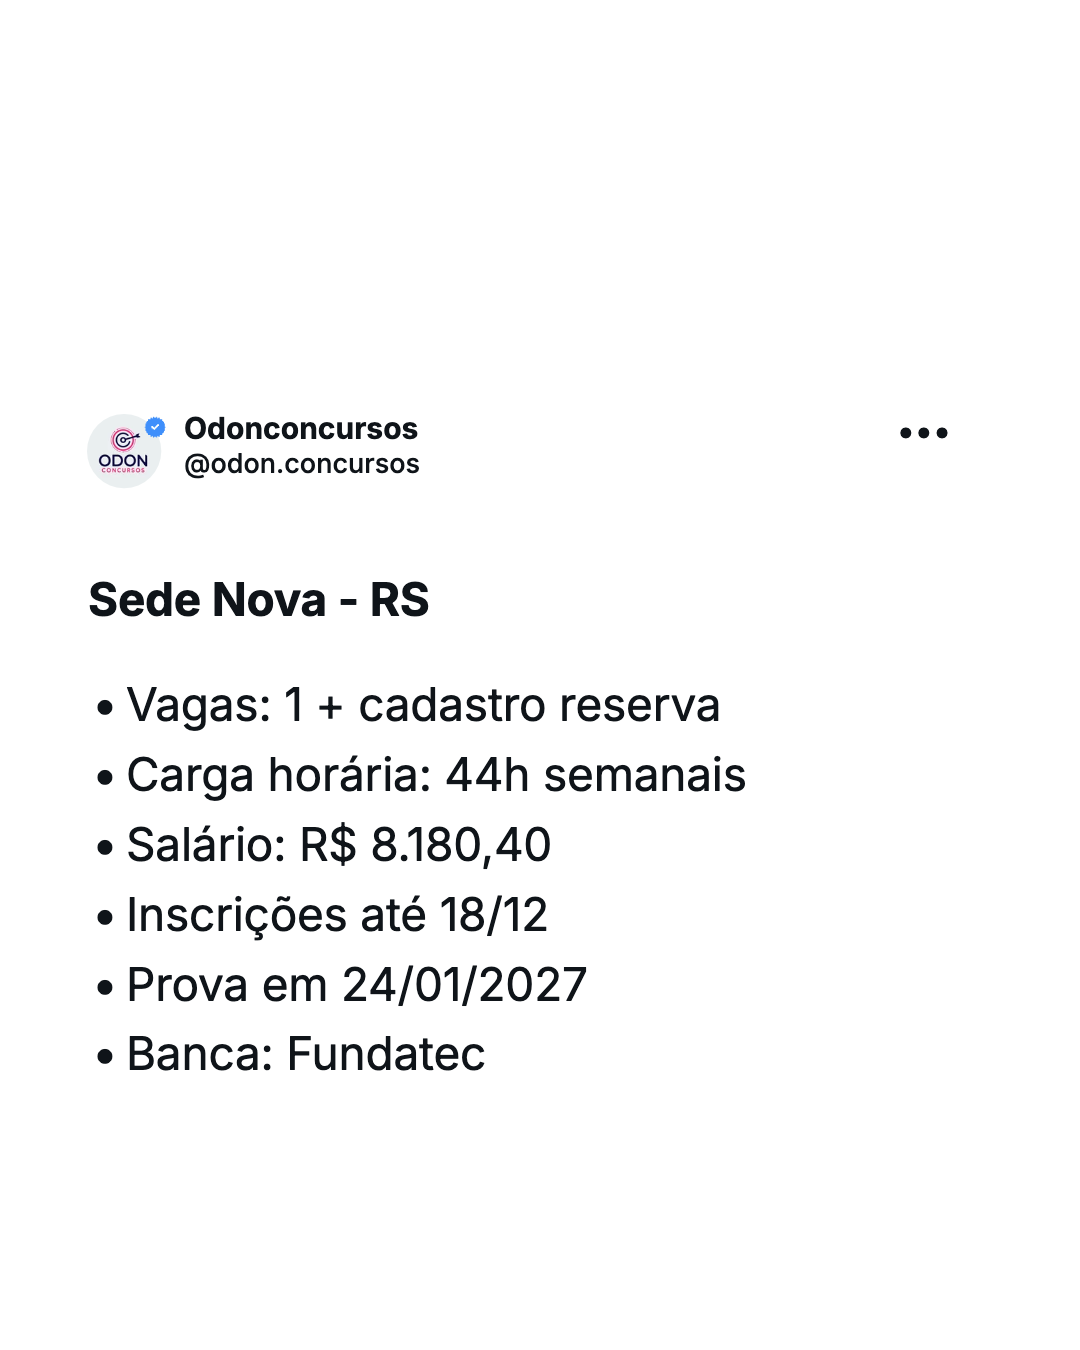 ODON
CONCURSOS
Odonconcursos
@odon.concursos
Sede Nova - RS
• Vagas: 1 + cadastro reserva
• Carga horária: 44h semanais
• Salário: R$ 8.180,40
• Inscrições até 18/12
• Prova em 24/01/2027
• Banca: Fundatec